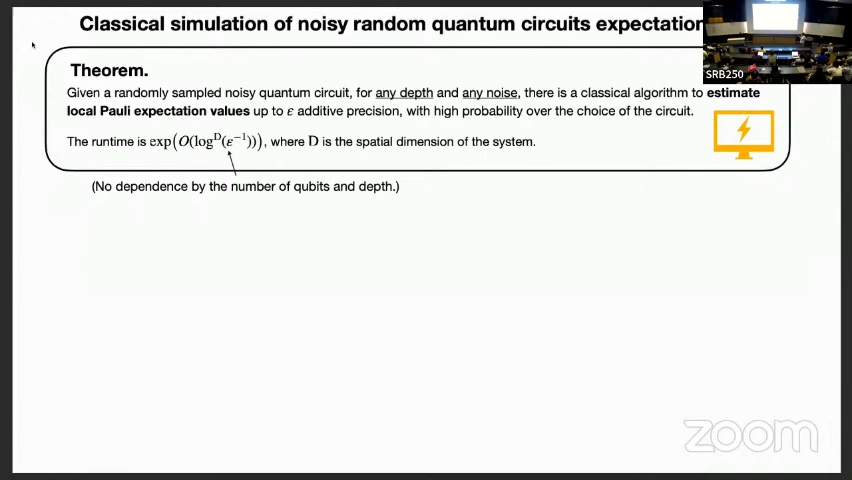 Classical simulation of noisy random quantum circuits expectation
SRB250
Theorem.
Given a randomly sampled noisy quantum circuit, for any depth and any noise, there is a classical algorithm to estimate
local Pauli expectation values up to ε additive precision, with high probability over the choice of the circuit.
The runtime is exp(O(log^D(ε^−1))), where D is the spatial dimension of the system.
(No dependence by the number of qubits and depth.)
zoom